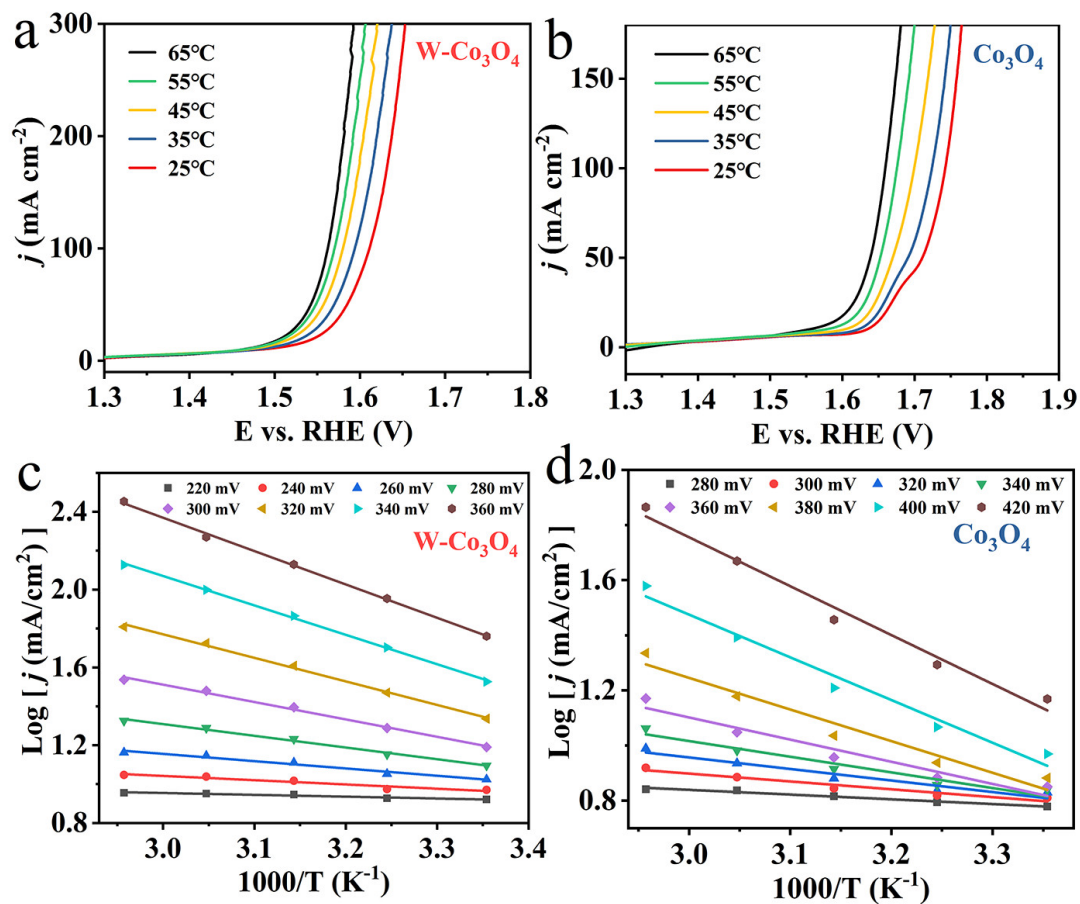 a
300
200
100
0
j (mA cm⁻²)
65°C
55°C
45°C
35°C
25°C
W-Co₃O₄
1.3 1.4 1.5 1.6 1.7 1.8
E vs. RHE (V)
b
150
100
50
0
j (mA cm⁻²)
65°C
55°C
45°C
35°C
25°C
Co₃O₄
1.3 1.4 1.5 1.6 1.7 1.8 1.9
E vs. RHE (V)
c
2.4
2.0
1.6
1.2
0.8
Log [ j (mA/cm²) ]
220 mV 240 mV 260 mV 280 mV
300 mV 320 mV 340 mV 360 mV
W-Co₃O₄
3.0 3.1 3.2 3.3 3.4
1000/T (K⁻¹)
d
2.0
1.6
1.2
0.8
Log [ j (mA/cm²) ]
280 mV 300 mV 320 mV 340 mV
360 mV 380 mV 400 mV 420 mV
Co₃O₄
3.0 3.1 3.2 3.3
1000/T (K⁻¹)